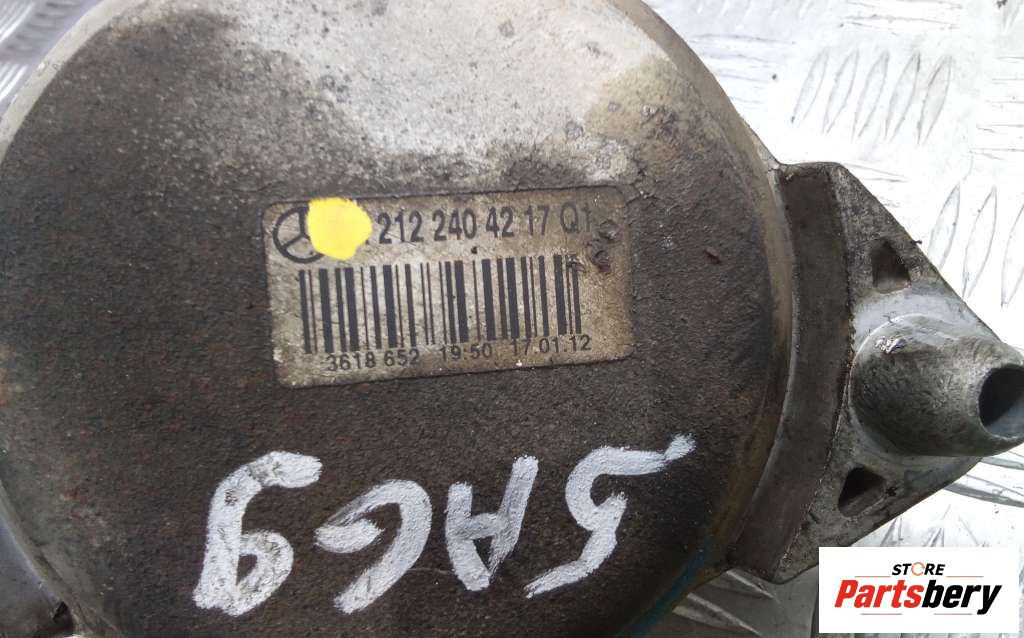 212 240 42 17 Q1
3618 652 19:50 17.01.12
5AG9
STORE
Partsbery